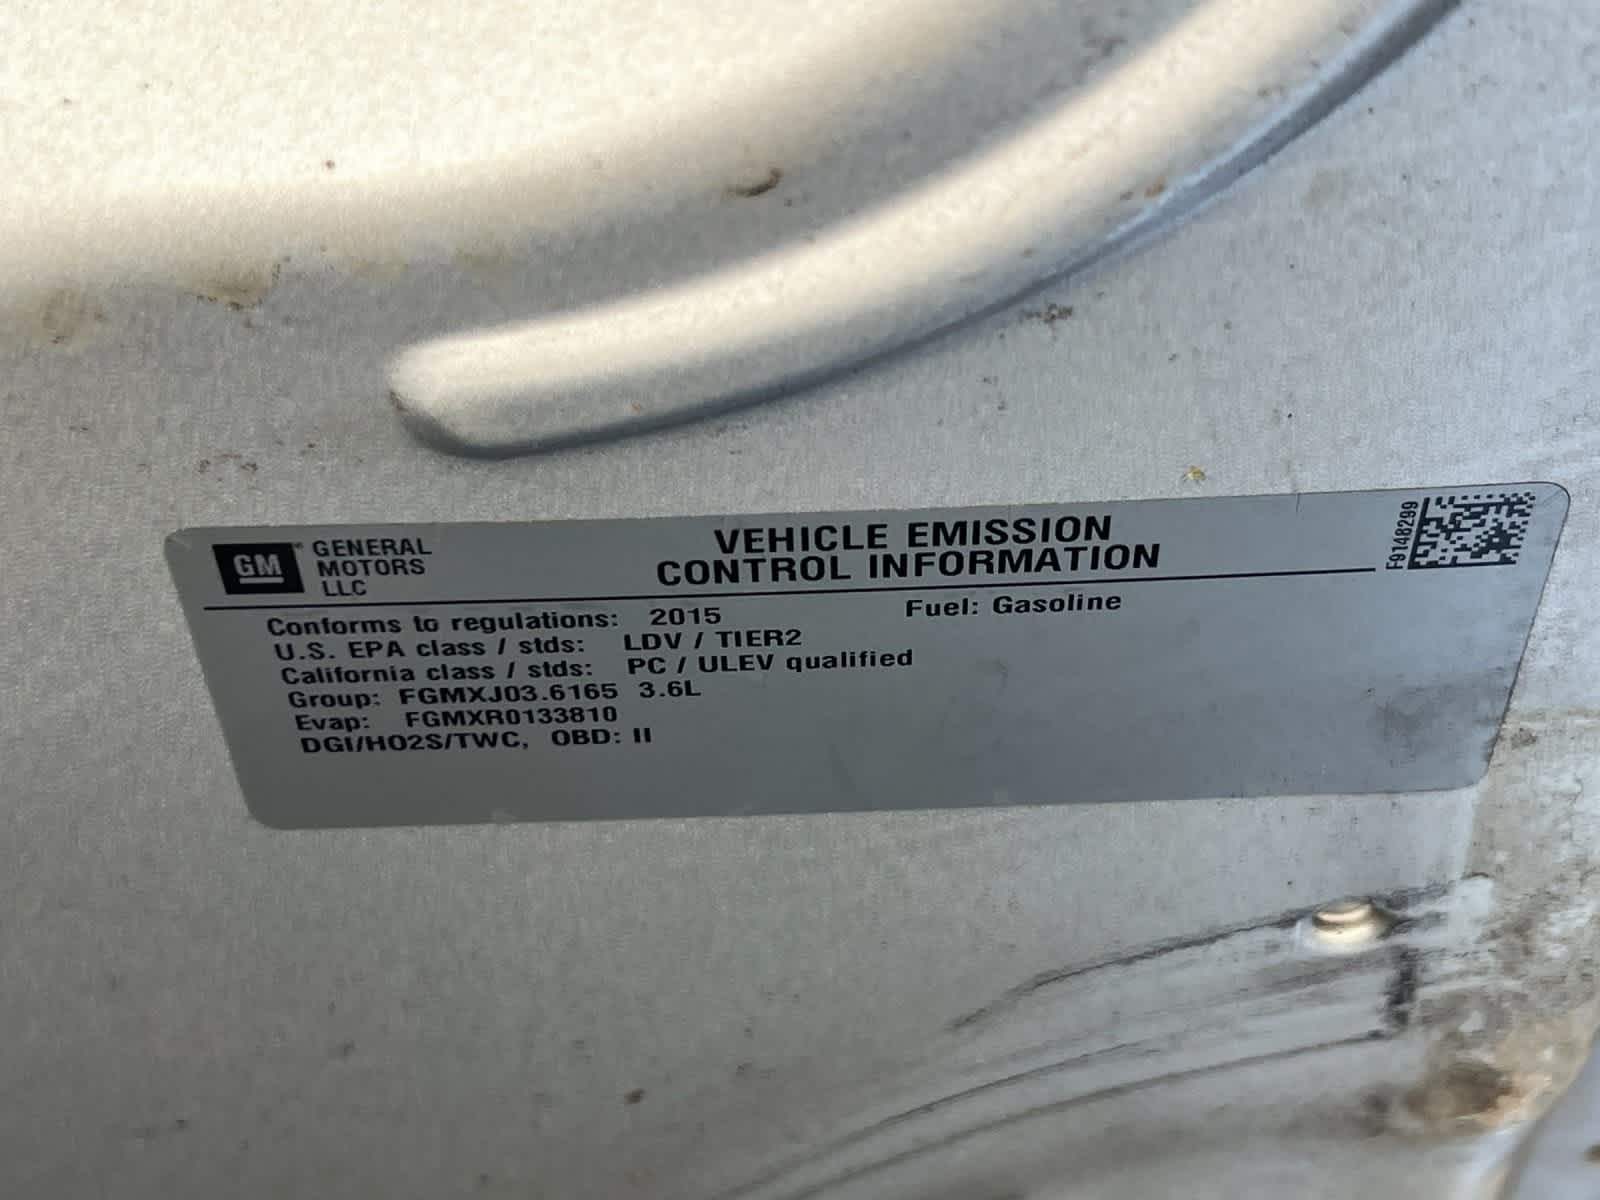 GM
GENERAL
MOTORS
LLC
VEHICLE EMISSION
CONTROL INFORMATION
F9148299
Conforms to regulations: 2015 Fuel: Gasoline
U.S. EPA class / stds: LDV / TIER2
California class / stds: PC / ULEV qualified
Group: FGMXJ03.6165 3.6L
Evap: FGMXR0133810
DGI/HO2S/TWC, OBD: II